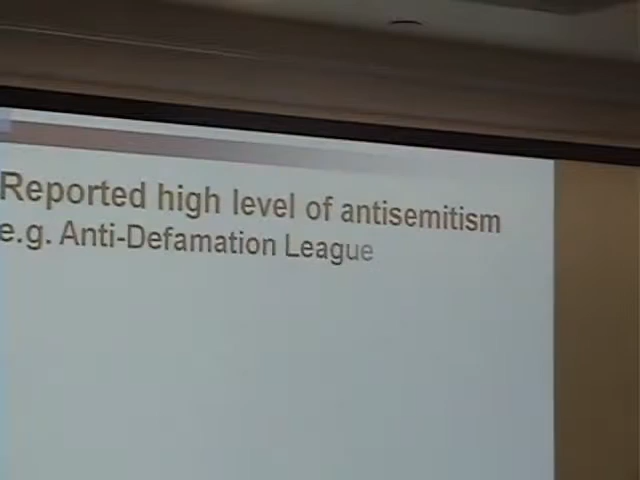 Reported high level of antisemitism
e.g. Anti-Defamation League